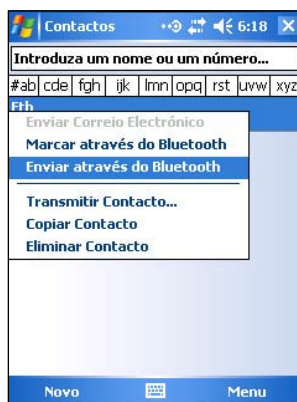 Contactos 6:18
Introduza um nome ou um número...
#ab cde fgh ijk lmn opq rst uvw xyz
Fth
Enviar Correio Electrónico
Marcar através do Bluetooth
Enviar através do Bluetooth
Transmitir Contacto...
Copiar Contacto
Eliminar Contacto
Novo Menu